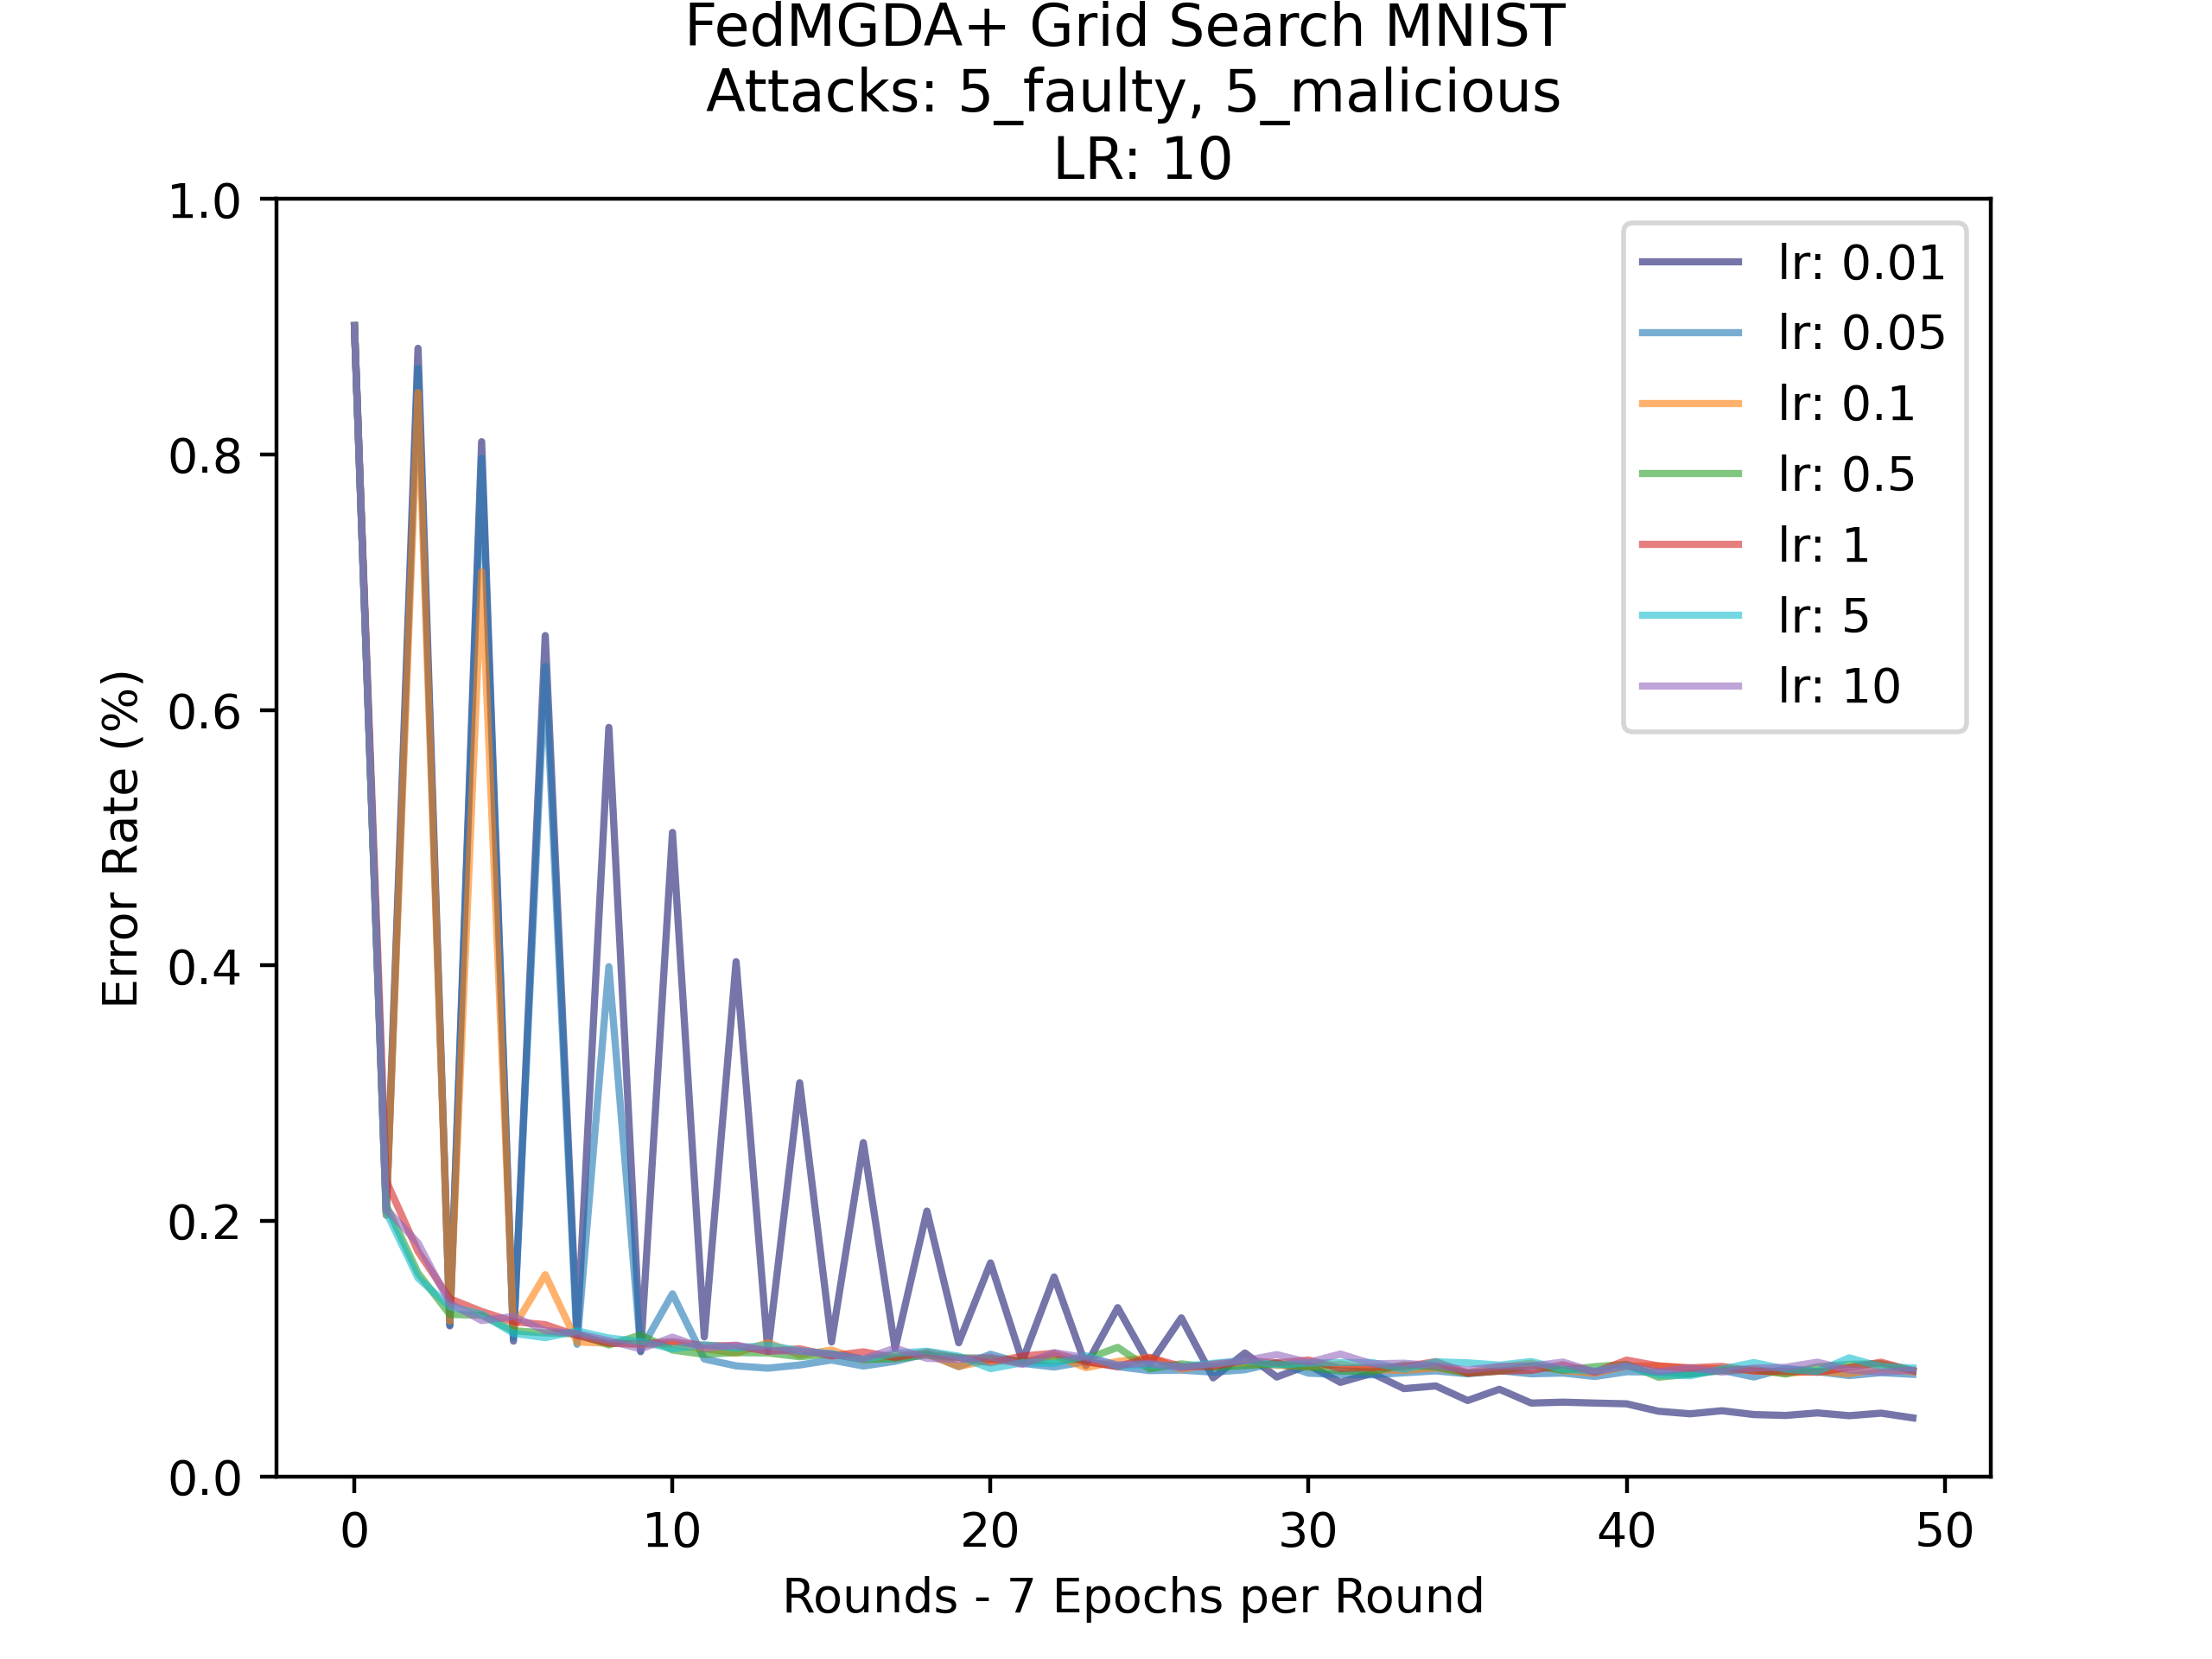 FedMGDA+ Grid Search MNIST
Attacks: 5_faulty, 5_malicious
LR: 10
1.0
0.8
0.6
0.4
0.2
0.0
Error Rate (%)
lr: 0.01
lr: 0.05
lr: 0.1
lr: 0.5
lr: 1
lr: 5
lr: 10
0 10 20 30 40 50
Rounds - 7 Epochs per Round